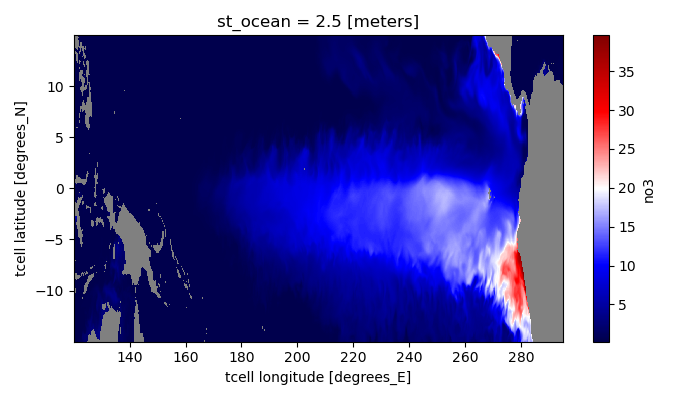 st_ocean = 2.5 [meters]
tcell latitude [degrees_N]
10
5
0
−5
−10
140 160 180 200 220 240 260 280
tcell longitude [degrees_E]
35
30
25
20
15
10
5
no3